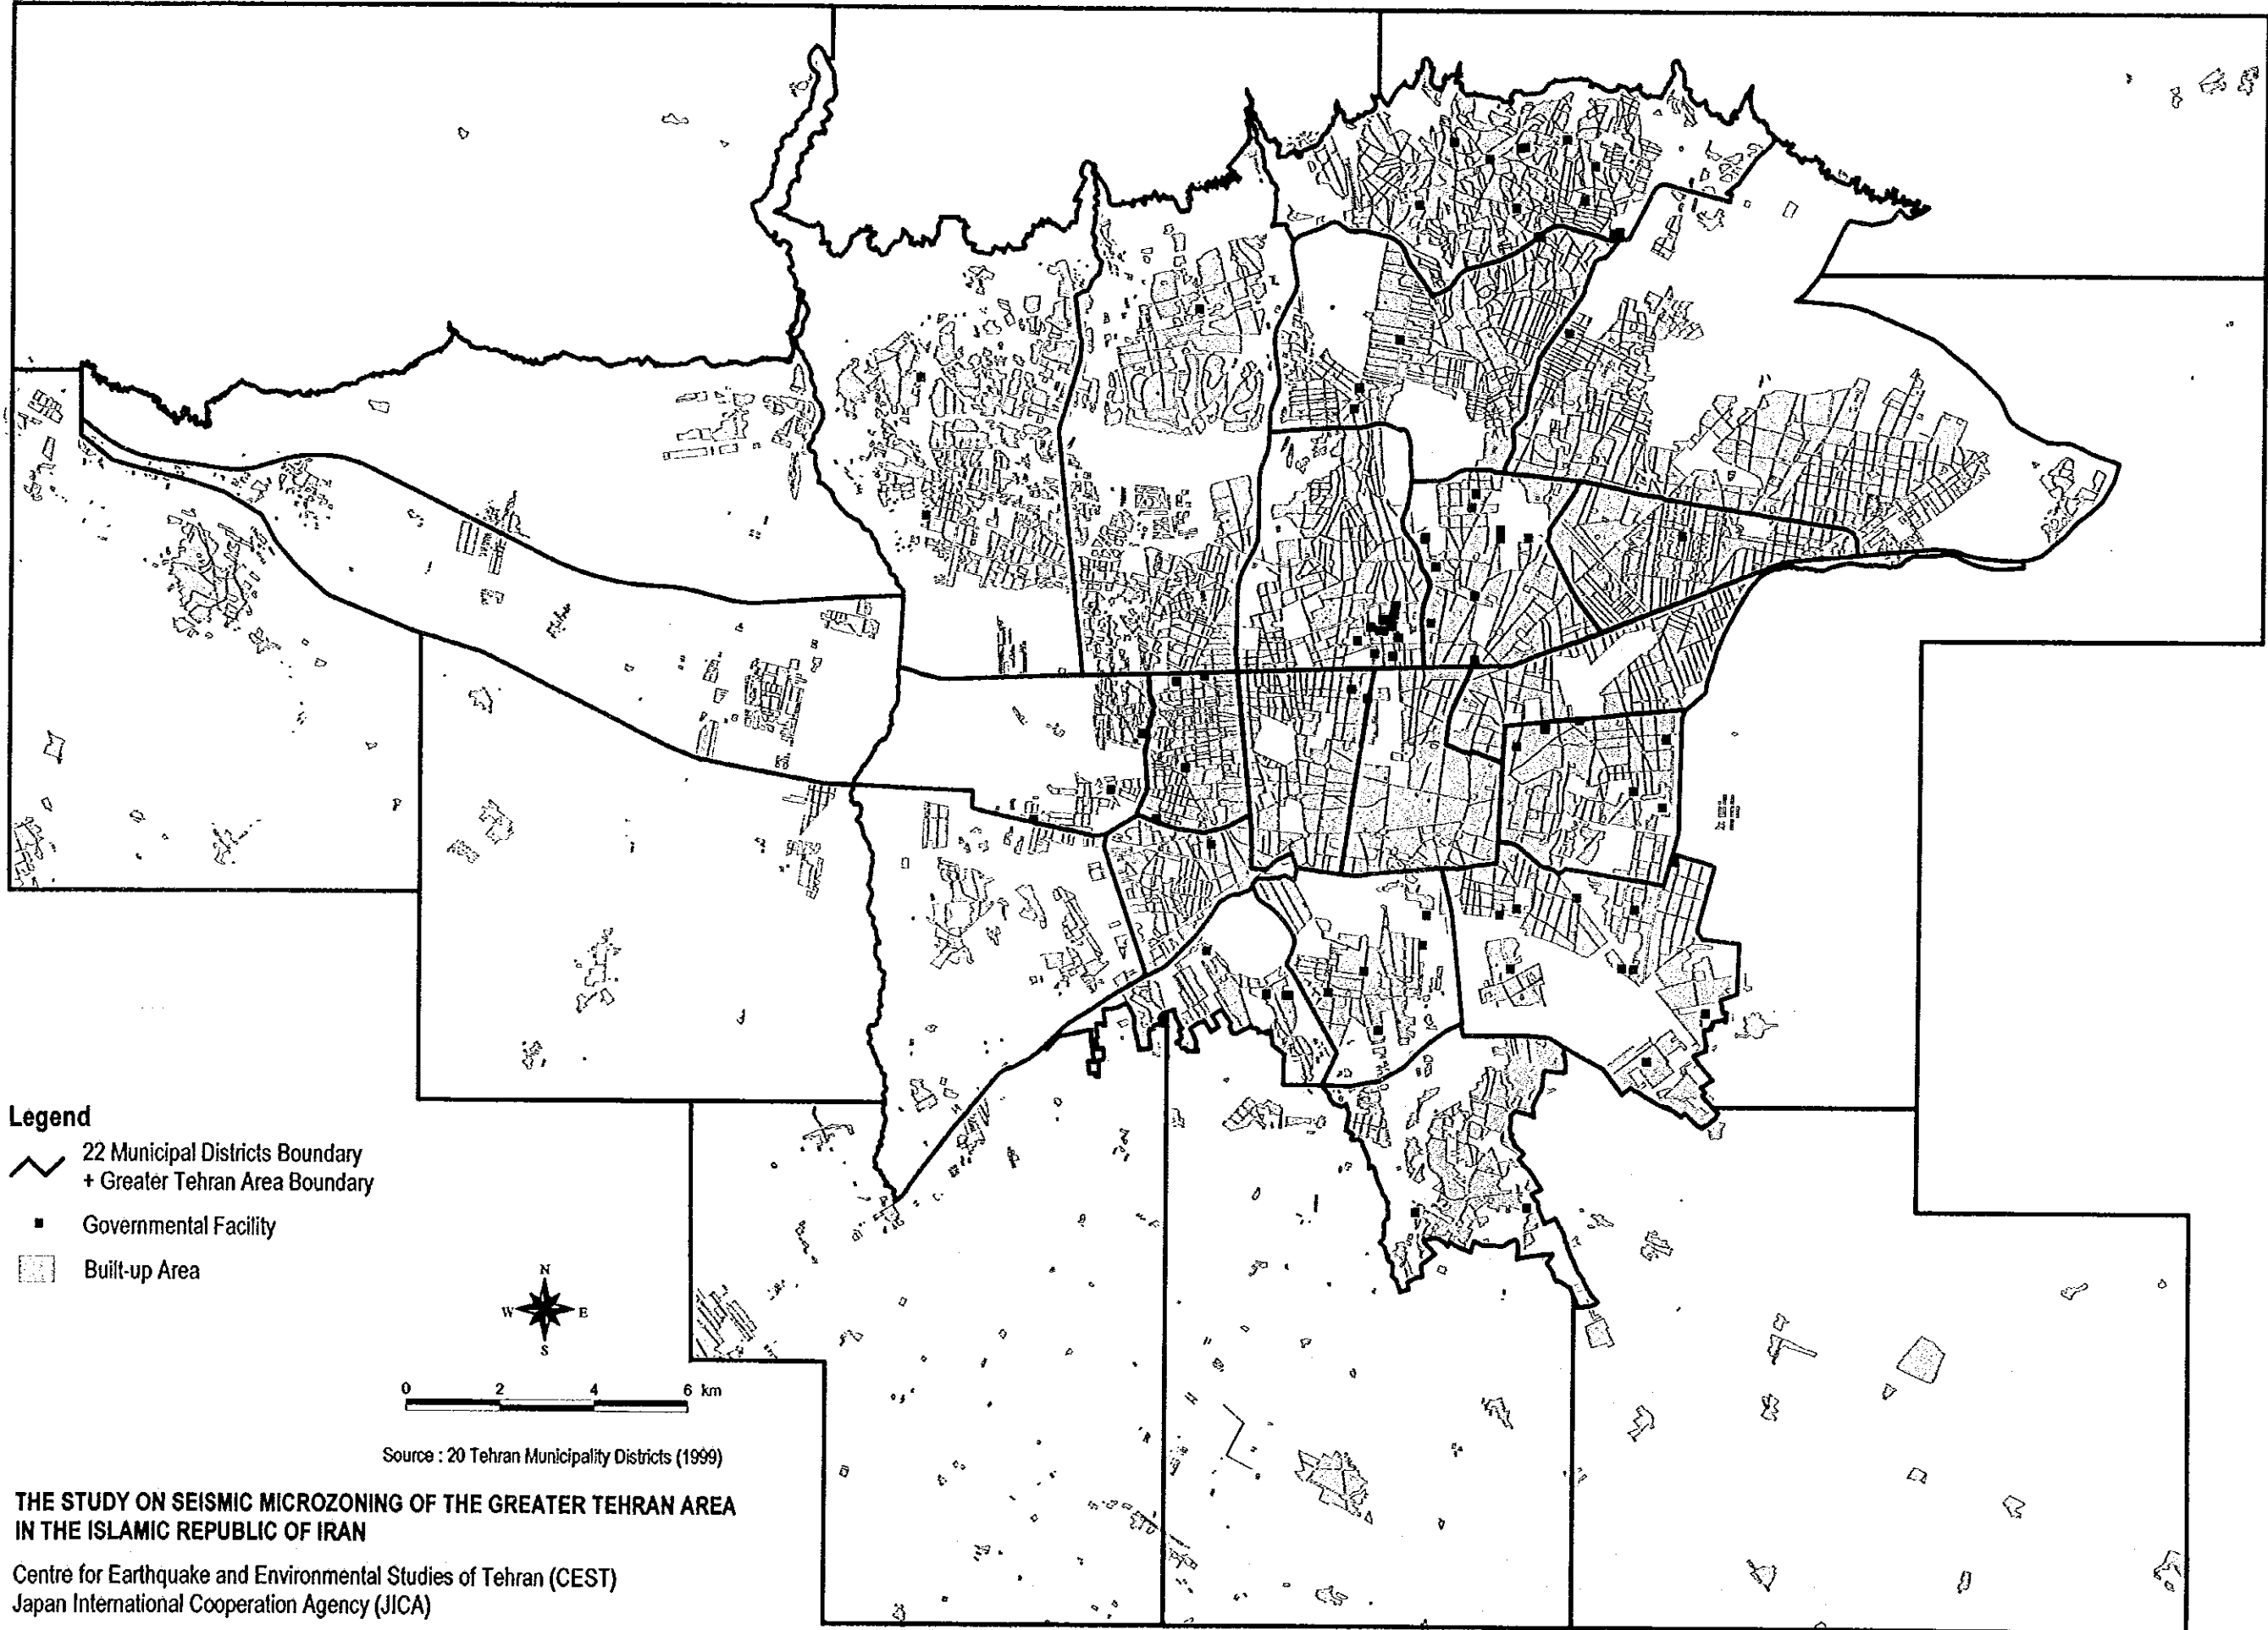 Legend
22 Municipal Districts Boundary
+ Greater Tehran Area Boundary
Governmental Facility
Built-up Area
N
W E
S
0 2 4 6 km
Source : 20 Tehran Municipality Districts (1999)
THE STUDY ON SEISMIC MICROZONING OF THE GREATER TEHRAN AREA
IN THE ISLAMIC REPUBLIC OF IRAN
Centre for Earthquake and Environmental Studies of Tehran (CEST)
Japan International Cooperation Agency (JICA)